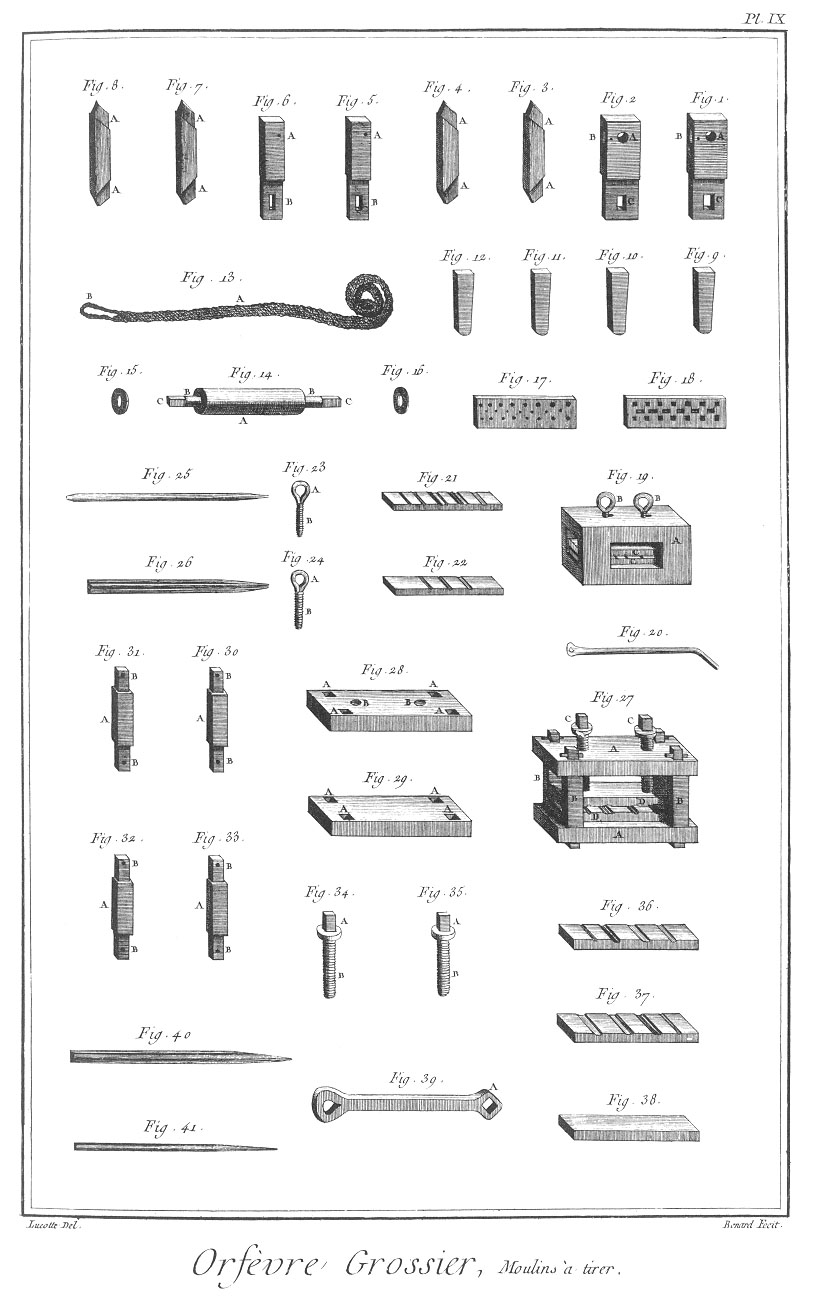 Pl. IX
Fig. 8. Fig. 7. Fig. 6. Fig. 5. Fig. 4. Fig. 3. Fig. 2 Fig. 1.
A A A A A A B A B A
A A B B A A C C
Fig. 13. Fig. 12. Fig. 11. Fig. 10. Fig. 9.
B A
Fig. 15. Fig. 14. Fig. 16. Fig. 17. Fig. 18.
C B B C
A
Fig. 25 Fig. 23 Fig. 21 Fig. 19.
A B B
B A
C
C
Fig. 26 Fig. 24 Fig. 22
A
B
Fig. 20.
Fig. 31. Fig. 30 Fig. 28. Fig. 27
B B A A C C
A A B B A
B B A A B B B
D D
A
Fig. 29.
A A
A A
Fig. 32. Fig. 33. Fig. 34. Fig. 35. Fig. 36.
B B A A
A A
B B B B
Fig. 37.
Fig. 40
Fig. 39. Fig. 38.
A
Fig. 41.
Lucotte Del. Benard Fecit.
Orfèvre Grossier, Moulins a tirer.